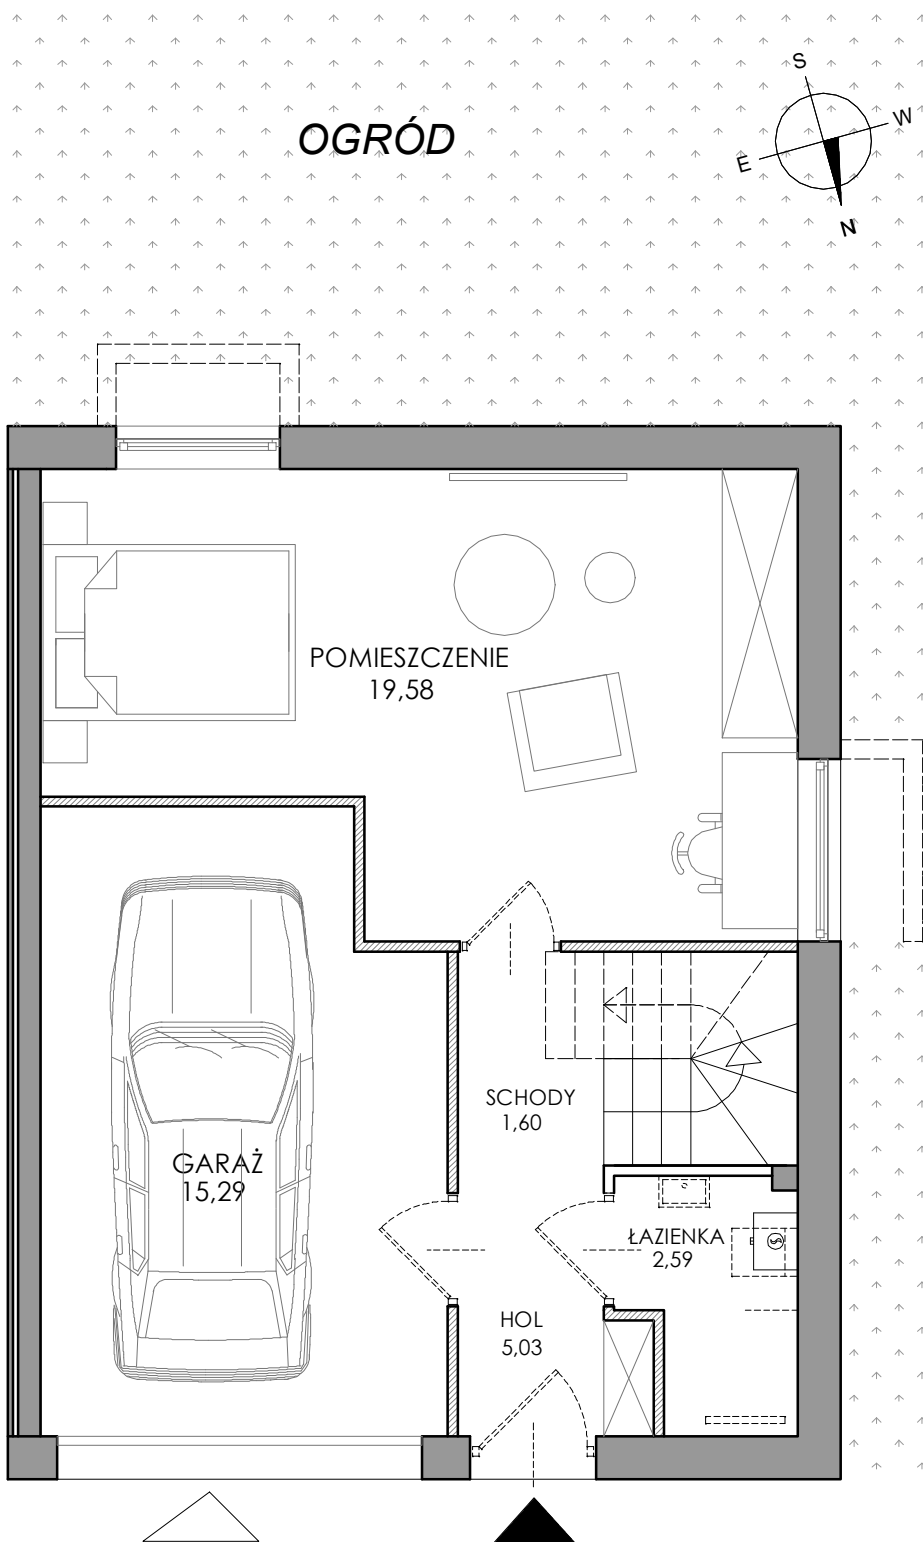 S
W
E
N
OGRÓD
POMIESZCZENIE
19,58
SCHODY
1,60
GARAŻ
15,29
ŁAZIENKA
2,59
HOL
5,03